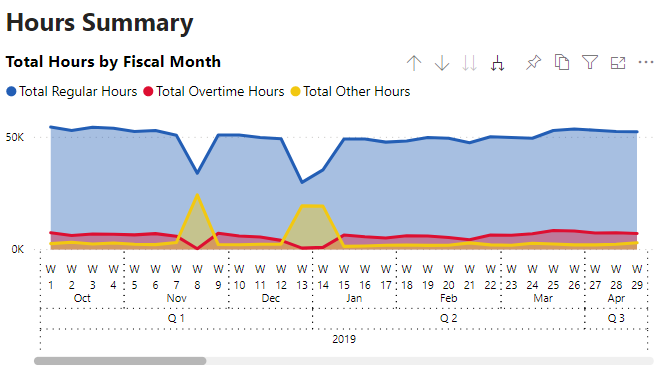 Hours Summary
Total Hours by Fiscal Month
Total Regular Hours Total Overtime Hours Total Other Hours
50K
0K
W W W W W W W W W W W W W W W W W W W W W W W W W W W W W
1 2 3 4 5 6 7 8 9 10 11 12 13 14 15 16 17 18 19 20 21 22 23 24 25 26 27 28 29
Oct Nov Dec Jan Feb Mar Apr
Q 1 Q 2 Q 3
2019